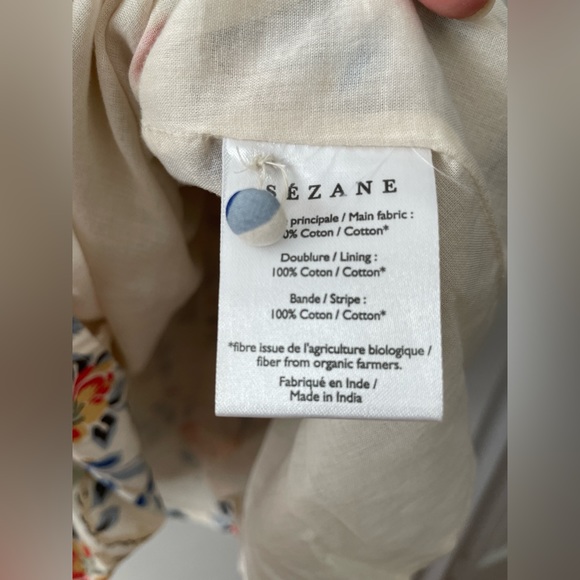 SÉZANE
principale / Main fabric :
0% Coton / Cotton*
Doublure / Lining :
100% Coton / Cotton*
Bande / Stripe :
100% Coton / Cotton*
*fibre issue de l'agriculture biologique /
fiber from organic farmers.
Fabriqué en Inde /
Made in India